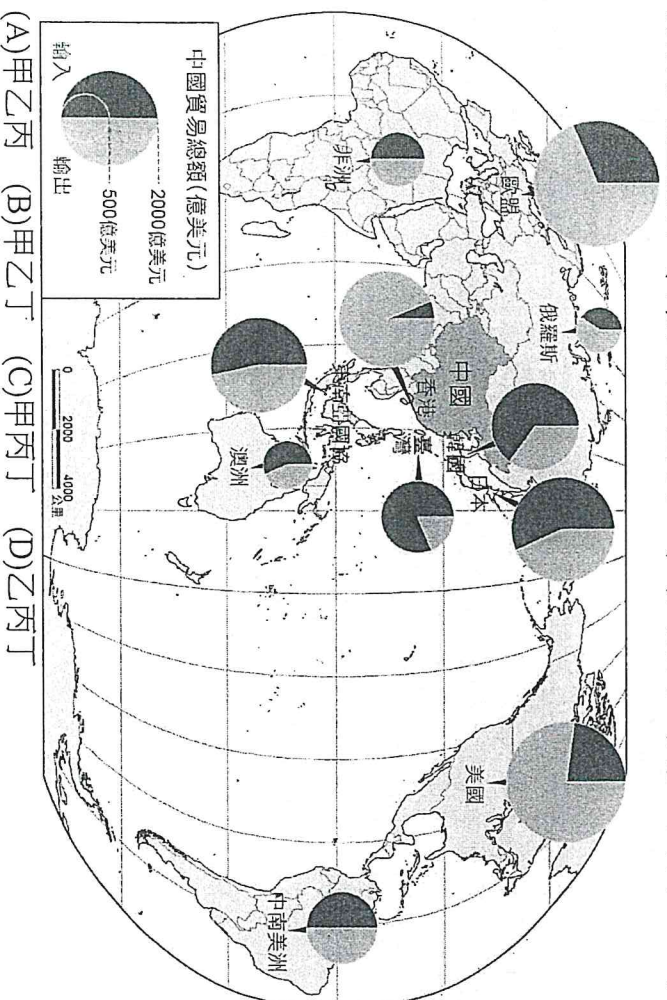 中國貿易總額(億美元)
2000億美元
500億美元
輸入
輸出
歐盟
非洲
俄羅斯
中國
香港
韓國
日本
臺灣
東南亞國協
澳洲
美國
中南美洲
0 2000 4000
公里
(A)甲乙丙 (B)甲乙丁 (C)甲丙丁 (D)乙丙丁